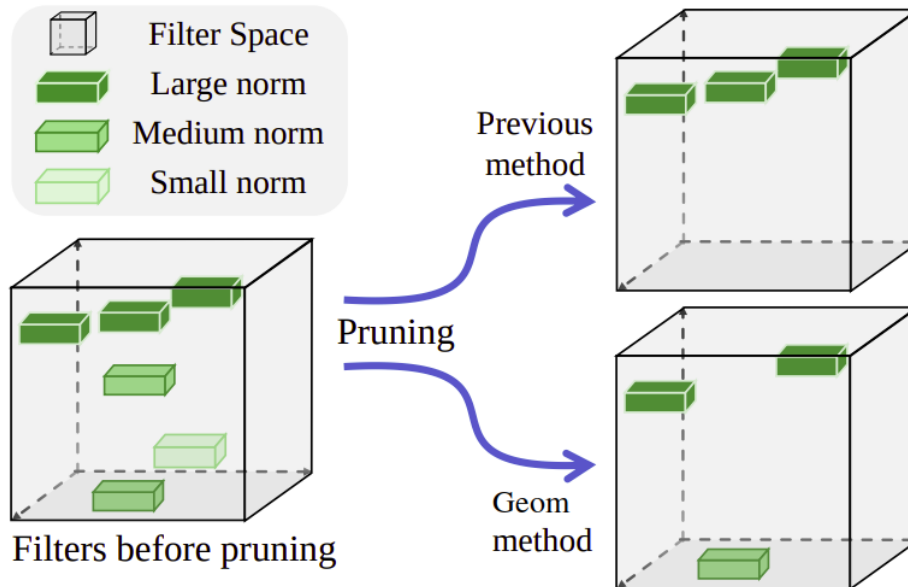 Filter Space
Large norm
Medium norm
Small norm
Previous
method
Pruning
Geom
method
Filters before pruning